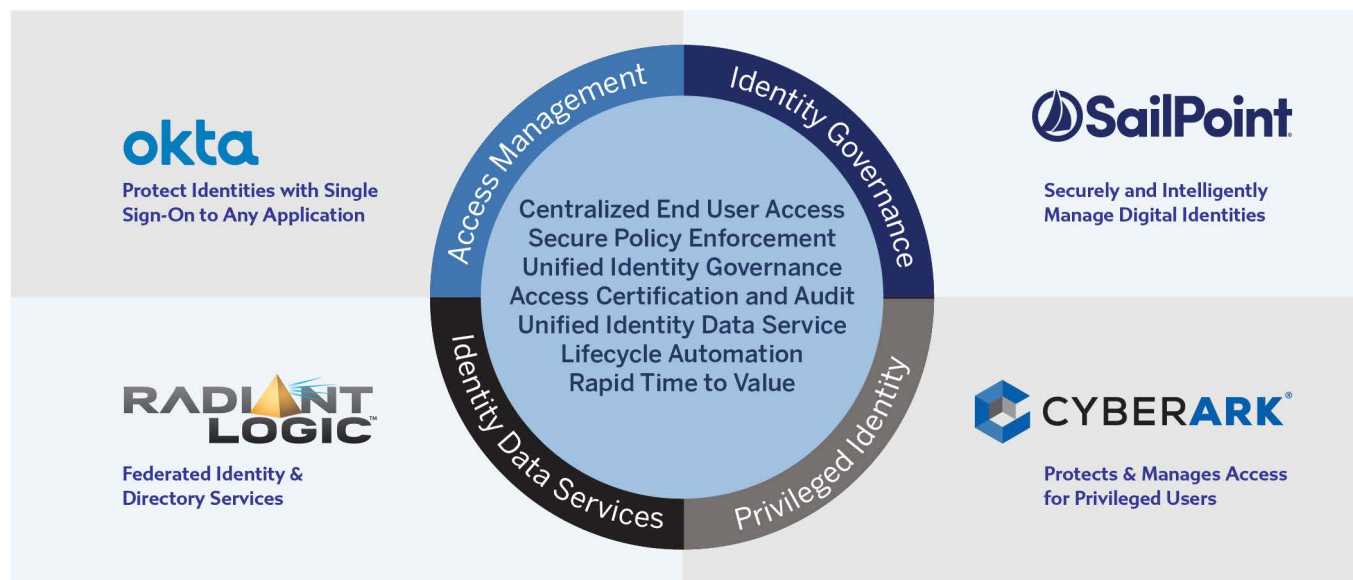 okta
Protect Identities with Single
Sign-On to Any Application
Access Management
Identity Governance
SailPoint
Securely and Intelligently
Manage Digital Identities
Centralized End User Access
Secure Policy Enforcement
Unified Identity Governance
Access Certification and Audit
Unified Identity Data Service
Lifecycle Automation
Rapid Time to Value
RADIANT
LOGIC™
Federated Identity &
Directory Services
Identity Data Services
Privileged Identity
CYBERARK®
Protects & Manages Access
for Privileged Users